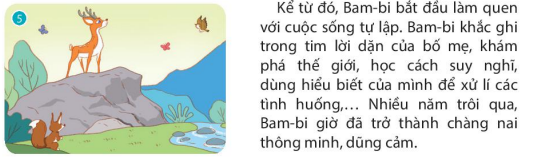 5
Kể từ đó, Bam-bi bắt đầu làm quen
với cuộc sống tự lập. Bam-bi khắc ghi
trong tim lời dặn của bố mẹ, khám
phá thế giới, học cách suy nghĩ,
dùng hiểu biết của mình để xử lí các
tình huống,... Nhiều năm trôi qua,
Bam-bi giờ đã trở thành chàng nai
thông minh, dũng cảm.